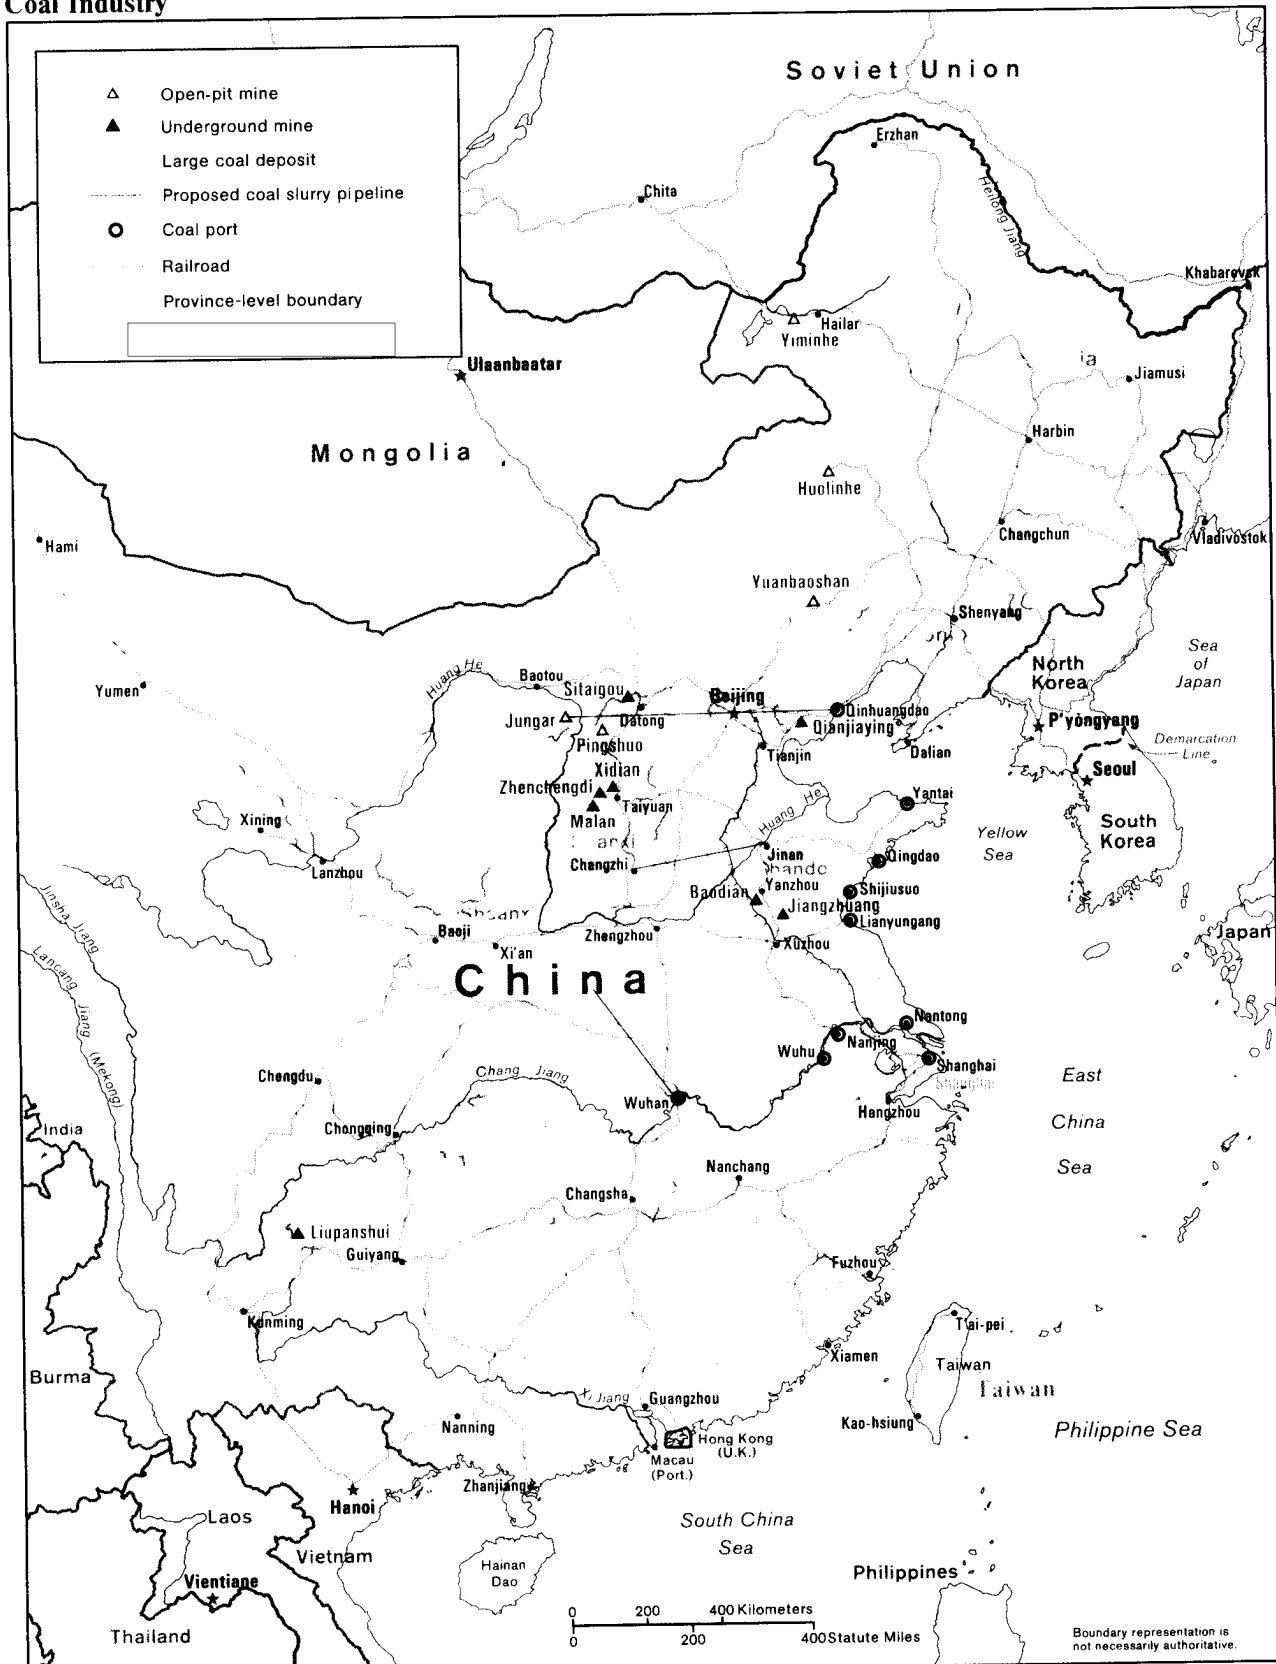 Coal Industry
Open-pit mine
Underground mine
Large coal deposit
Proposed coal slurry pipeline
Coal port
Railroad
Province-level boundary
Soviet Union
Erzhan
Chita
Heilong Jiang
Khabarovsk
Hailar
Yiminhe
Ulaanbaatar
ia
Jiamusi
Mongolia
Harbin
Huolinhe
Changchun
Vladivostok
Hami
Yuanbaoshan
Shenyang
Sea
of
Japan
North
Korea
Yumen
Huang He
Baotou
Sitaigou
Beijing
Qinhuangdao
Jungar
Datong
Qianjiaying
P'yongyang
Pingshuo
Tianjin
Dalian
Demarcation
Line
Xidian
Seoul
Zhenchengdi
Taiyuan
Huang He
Yantai
Malan
Xining
Yellow
Sea
South
Korea
Changzhi
Jinan
Qingdao
Lanzhou
Yanzhou
Baodian
Shijiusuo
Jiangzhuang
Lianyungang
Jinsha Jiang
Baoji
Xi'an
Zhengzhou
Xuzhou
Japan
Lancang Jiang (Mekong)
China
Nantong
Nanjing
Wuhu
Shanghai
Shanghai
Chengdu
Chang Jiang
Wuhan
Hangzhou
East
China
Sea
India
Chongqing
Nanchang
Changsha
Liupanshui
Guiyang
Fuzhou
Kunming
T'ai-pei
Xiamen
Taiwan
Taiwan
Burma
Xi Jiang
Guangzhou
Kao-hsiung
Nanning
Hong Kong
(U.K.)
Macau
(Port.)
Philippine Sea
Zhanjiang
Hanoi
Laos
South China
Sea
Vietnam
Hainan
Dao
Philippines
Vientiane
0 200 400 Kilometers
0 200 400 Statute Miles
Thailand
Boundary representation is
not necessarily authoritative.